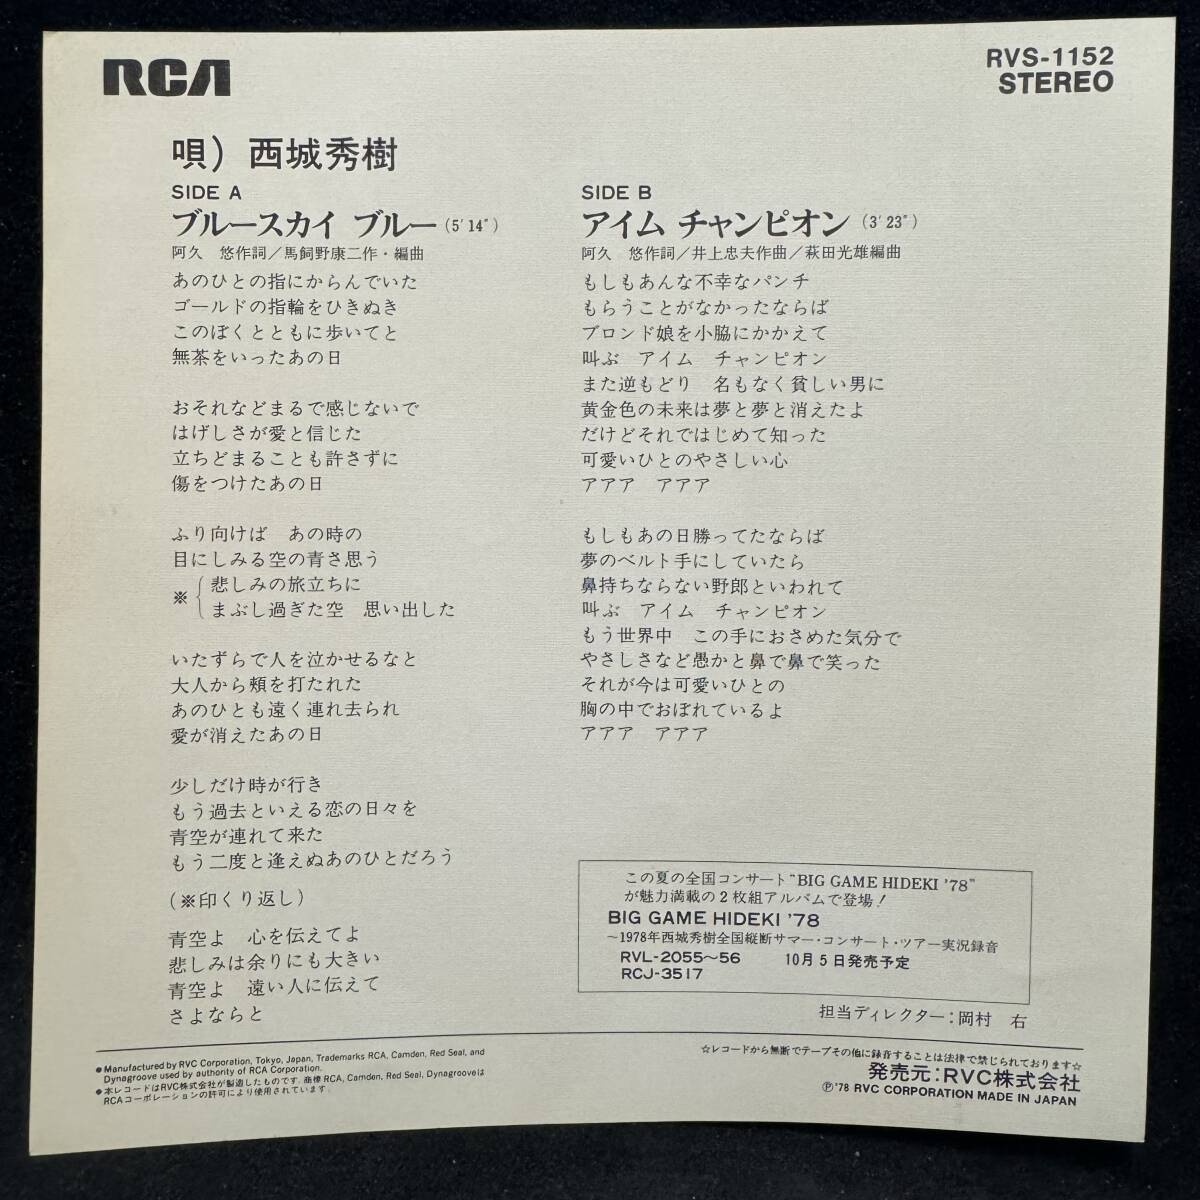 RCA
RVS-1152
STEREO
唄）西城秀樹
SIDE A
ブルースカイ ブルー（5′14″）
阿久　悠作詞／馬飼野康二作・編曲
あのひとの指にからんでいた
ゴールドの指輪をひきぬき
このぼくとともに歩いてと
無茶をいったあの日
おそれなどまるで感じないで
はげしさが愛と信じた
立ちどまることも許さずに
傷をつけたあの日
ふり向けば　あの時の
目にしみる空の青さ思う
※｛悲しみの旅立ちに
まぶし過ぎた空　思い出した
いたずらで人を泣かせるなと
大人から頬を打たれた
あのひとも遠く連れ去られ
愛が消えたあの日
少しだけ時が行き
もう過去といえる恋の日々を
青空が連れて来た
もう二度と逢えぬあのひとだろう
（※印くり返し）
青空よ　心を伝えてよ
悲しみは余りにも大きい
青空よ　遠い人に伝えて
さよならと
SIDE B
アイム チャンピオン（3′23″）
阿久　悠作詞／井上忠夫作曲／萩田光雄編曲
もしもあんな不幸なパンチ
もらうことがなかったならば
ブロンド娘を小脇にかかえて
叫ぶ　アイム　チャンピオン
また逆もどり　名もなく貧しい男に
黄金色の未来は夢と夢と消えたよ
だけどそれではじめて知った
可愛いひとのやさしい心
アアア　アアア
もしもあの日勝ってたならば
夢のベルト手にしていたら
鼻持ちならない野郎といわれて
叫ぶ　アイム　チャンピオン
もう世界中　この手におさめた気分で
やさしさなど愚かと鼻で鼻で笑った
それが今は可愛いひとの
胸の中でおぼれているよ
アアア　アアア
この夏の全国コンサート“BIG GAME HIDEKI ’78”
が魅力満載の2枚組アルバムで登場！
BIG GAME HIDEKI ’78
～1978年西城秀樹全国縦断サマー・コンサート・ツアー実況録音
RVL-2055～56　10月5日発売予定
RCJ-3517
担当ディレクター：岡村　右
●Manufactured by RVC Corporation, Tokyo, Japan, Trademarks RCA, Camden, Red Seal, and
Dynagroove used by authority of RCA Corporation.
●本レコードはRVC株式会社が製造したものです。商標RCA, Camden, Red Seal, Dynagrooveは
RCAコーポレーションの許可により使用されています。
☆レコードから無断でテープその他に録音することは法律で禁じられております☆
発売元：RVC株式会社
Ⓟ’78 RVC CORPORATION MADE IN JAPAN